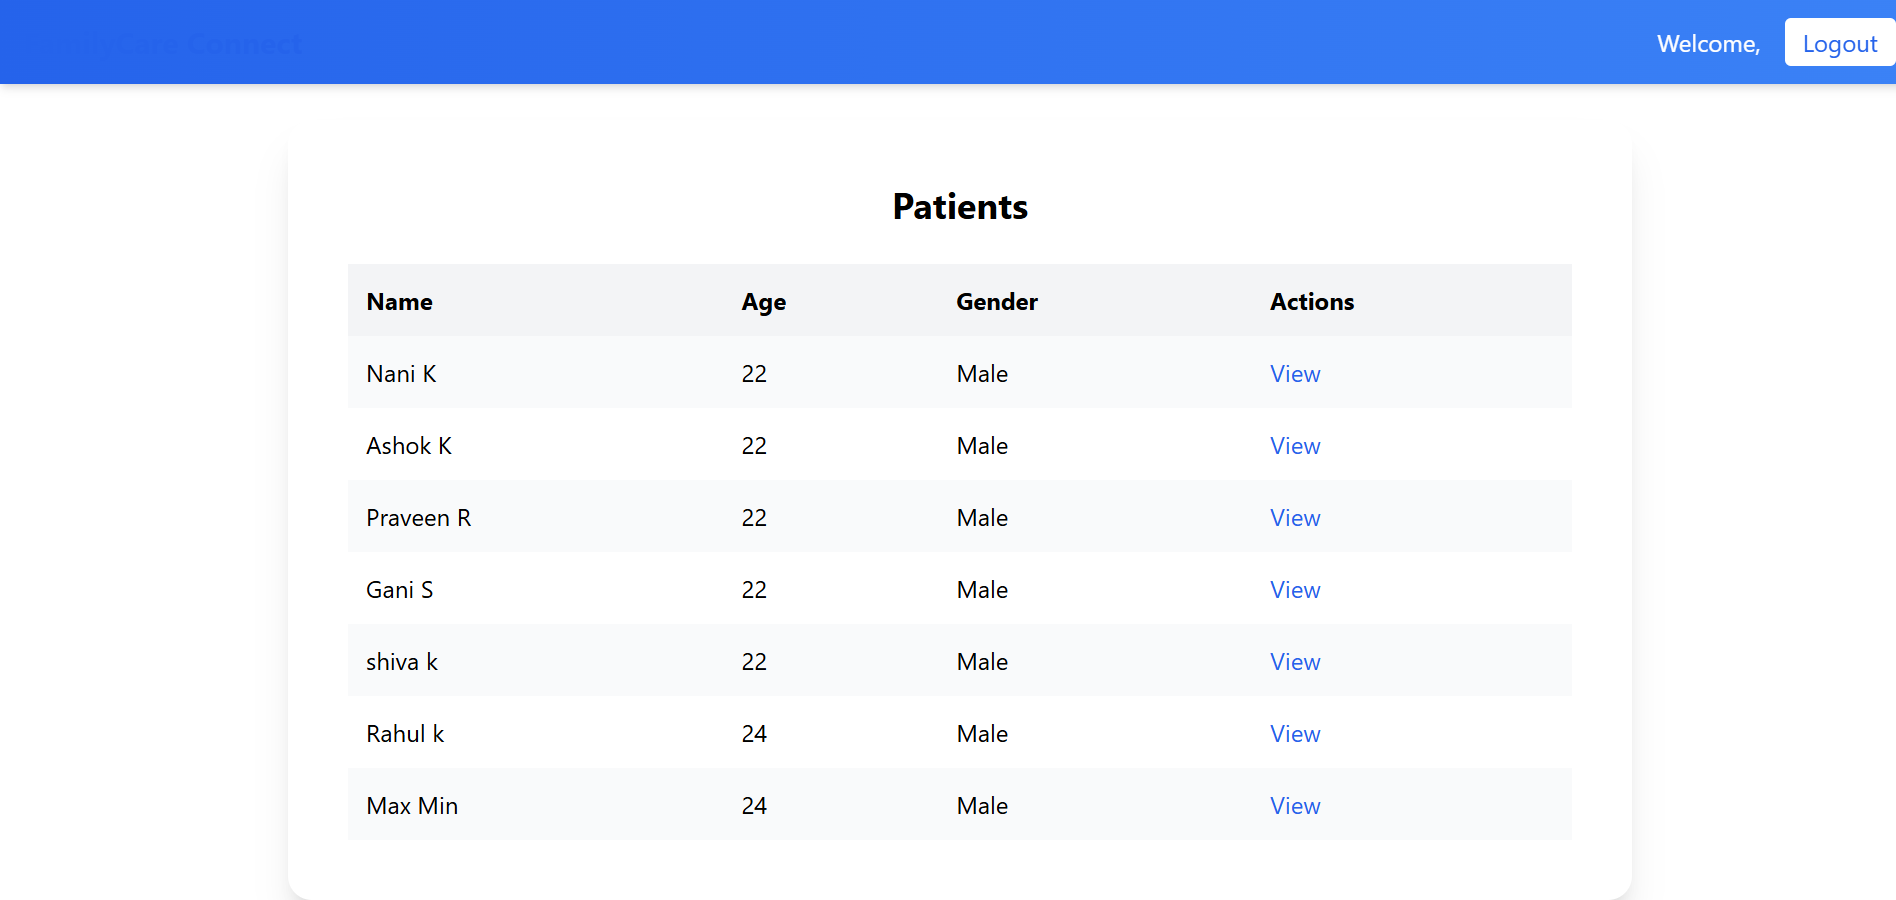 Connect
Welcome,
Logout
Patients
Name Age Gender Actions
Nani K 22 Male View
Ashok K 22 Male View
Praveen R 22 Male View
Gani S 22 Male View
shiva k 22 Male View
Rahul k 24 Male View
Max Min 24 Male View